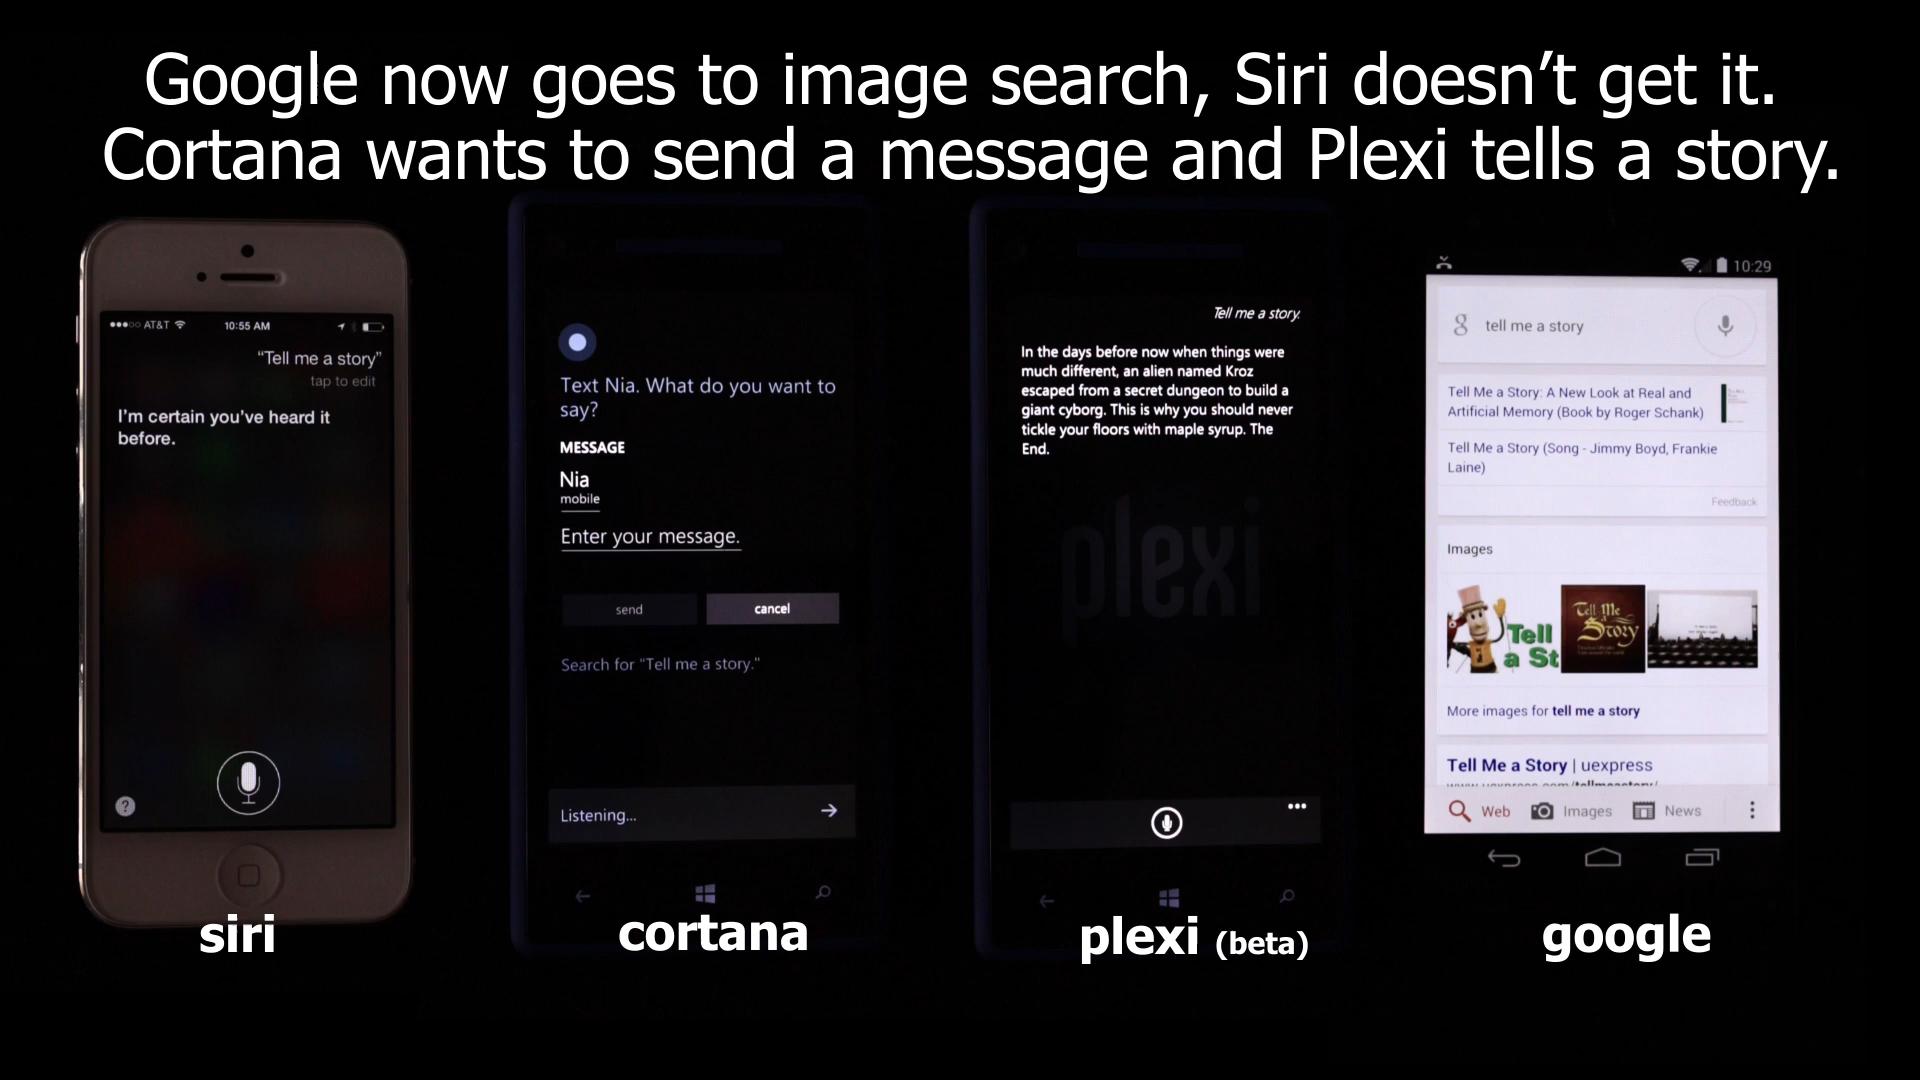 Google now goes to image search, Siri doesn’t get it.
Cortana wants to send a message and Plexi tells a story.
●●●○○ AT&T 10:55 AM
“Tell me a story”
tap to edit
I’m certain you’ve heard it
before.
?
siri
Text Nia. What do you want to
say?
MESSAGE
Nia
mobile
Enter your message.
send cancel
Search for "Tell me a story."
Listening...
cortana
Tell me a story.
In the days before now when things were
much different, an alien named Kroz
escaped from a secret dungeon to build a
giant cyborg. This is why you should never
tickle your floors with maple syrup. The
End.
plexi
plexi (beta)
10:29
g tell me a story
Tell Me a Story: A New Look at Real and
Artificial Memory (Book by Roger Schank)
Tell Me a Story (Song - Jimmy Boyd, Frankie
Laine)
Feedback
Images
Tell
a St
Tell Me
a Story
More images for tell me a story
Tell Me a Story | uexpress
www.uexpress.com/tellmeastory/
Web Images News
google